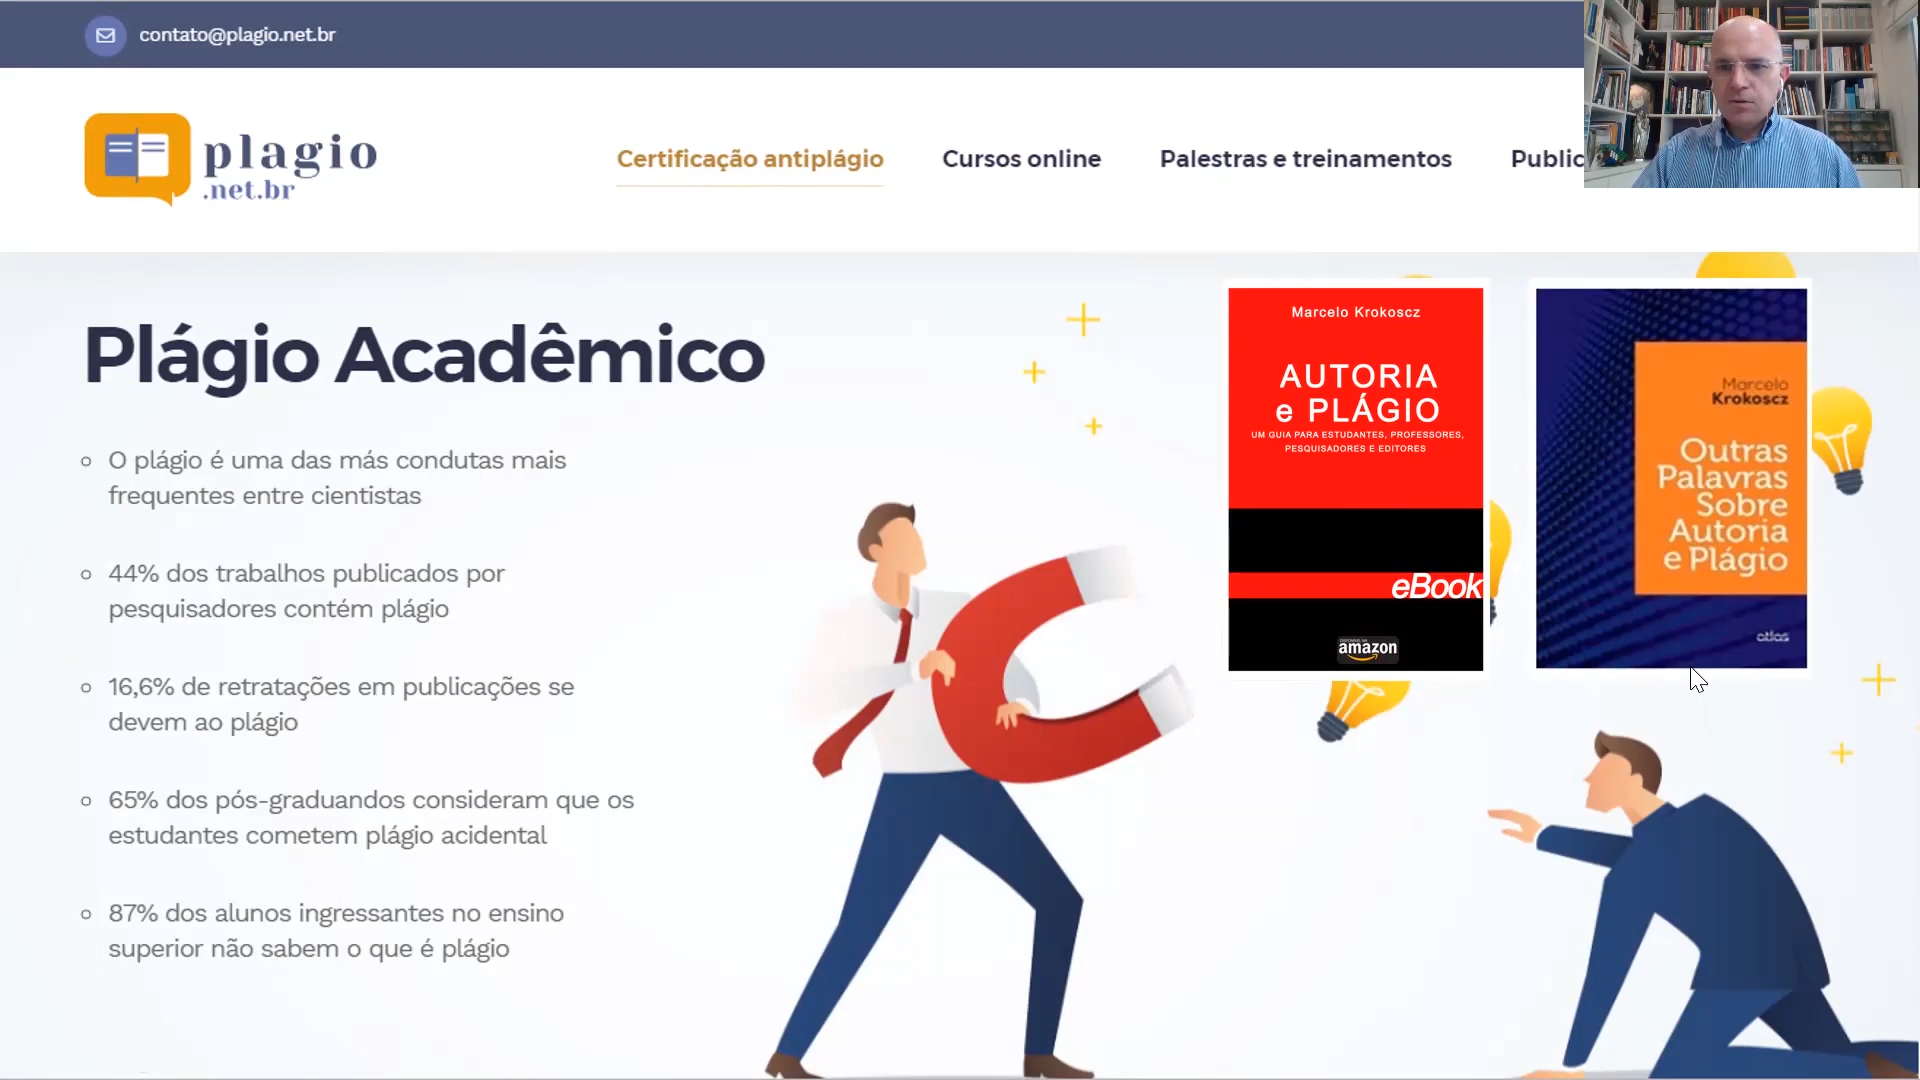 contato@plagio.net.br
plagio
.net.br
Certificação antiplágio
Cursos online
Palestras e treinamentos
Public
Plágio Acadêmico
O plágio é uma das más condutas mais
frequentes entre cientistas
44% dos trabalhos publicados por
pesquisadores contém plágio
16,6% de retratações em publicações se
devem ao plágio
65% dos pós-graduandos consideram que os
estudantes cometem plágio acidental
87% dos alunos ingressantes no ensino
superior não sabem o que é plágio
Marcelo Krokoscz
AUTORIA
e PLÁGIO
UM GUIA PARA ESTUDANTES, PROFESSORES,
PESQUISADORES E EDITORES
eBook
DISPONÍVEL NA
amazon
Marcelo
Krokoscz
Outras
Palavras
Sobre
Autoria
e Plágio
atlas